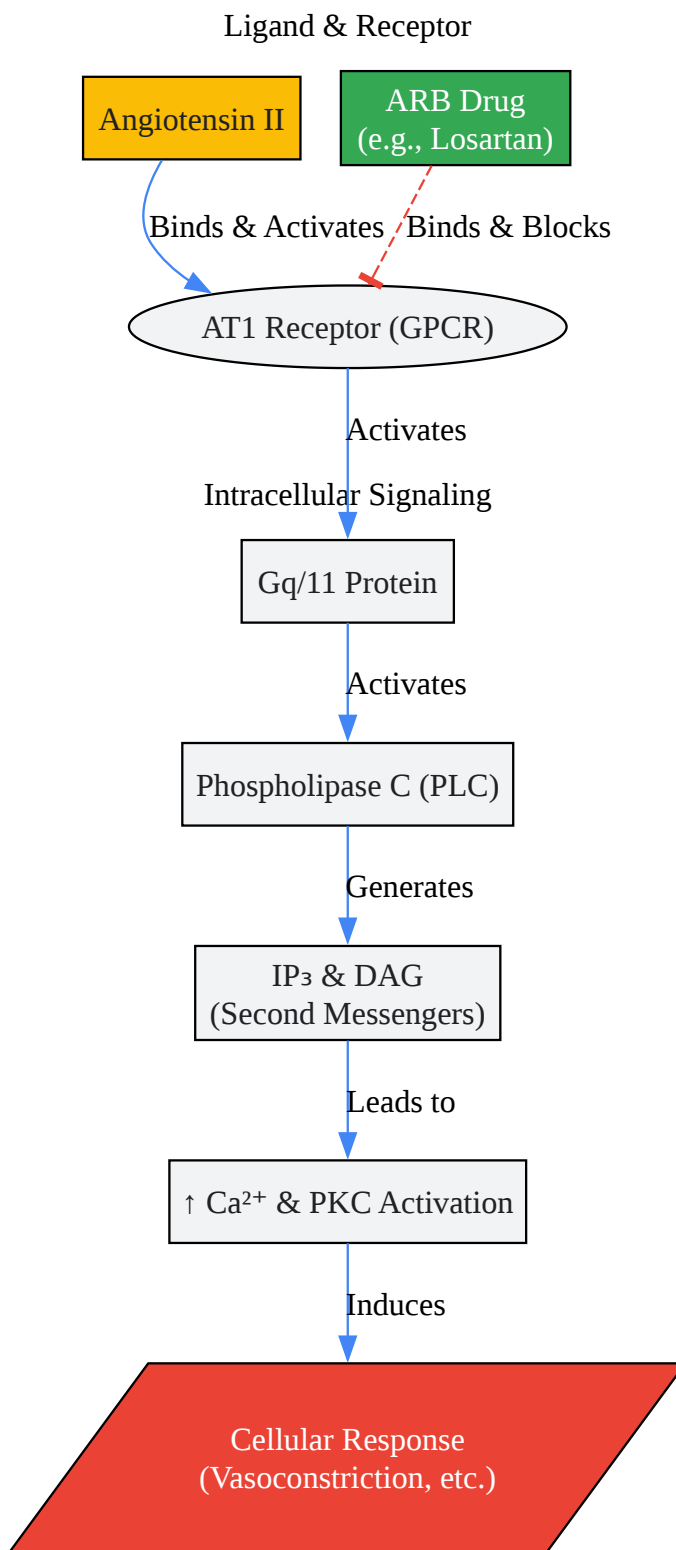 Ligand & Receptor
Angiotensin II
ARB Drug
(e.g., Losartan)
Binds & Activates
Binds & Blocks
AT1 Receptor (GPCR)
Activates
Intracellular Signaling
Gq/11 Protein
Activates
Phospholipase C (PLC)
Generates
IP₃ & DAG
(Second Messengers)
Leads to
↑ Ca²⁺ & PKC Activation
Induces
Cellular Response
(Vasoconstriction, etc.)